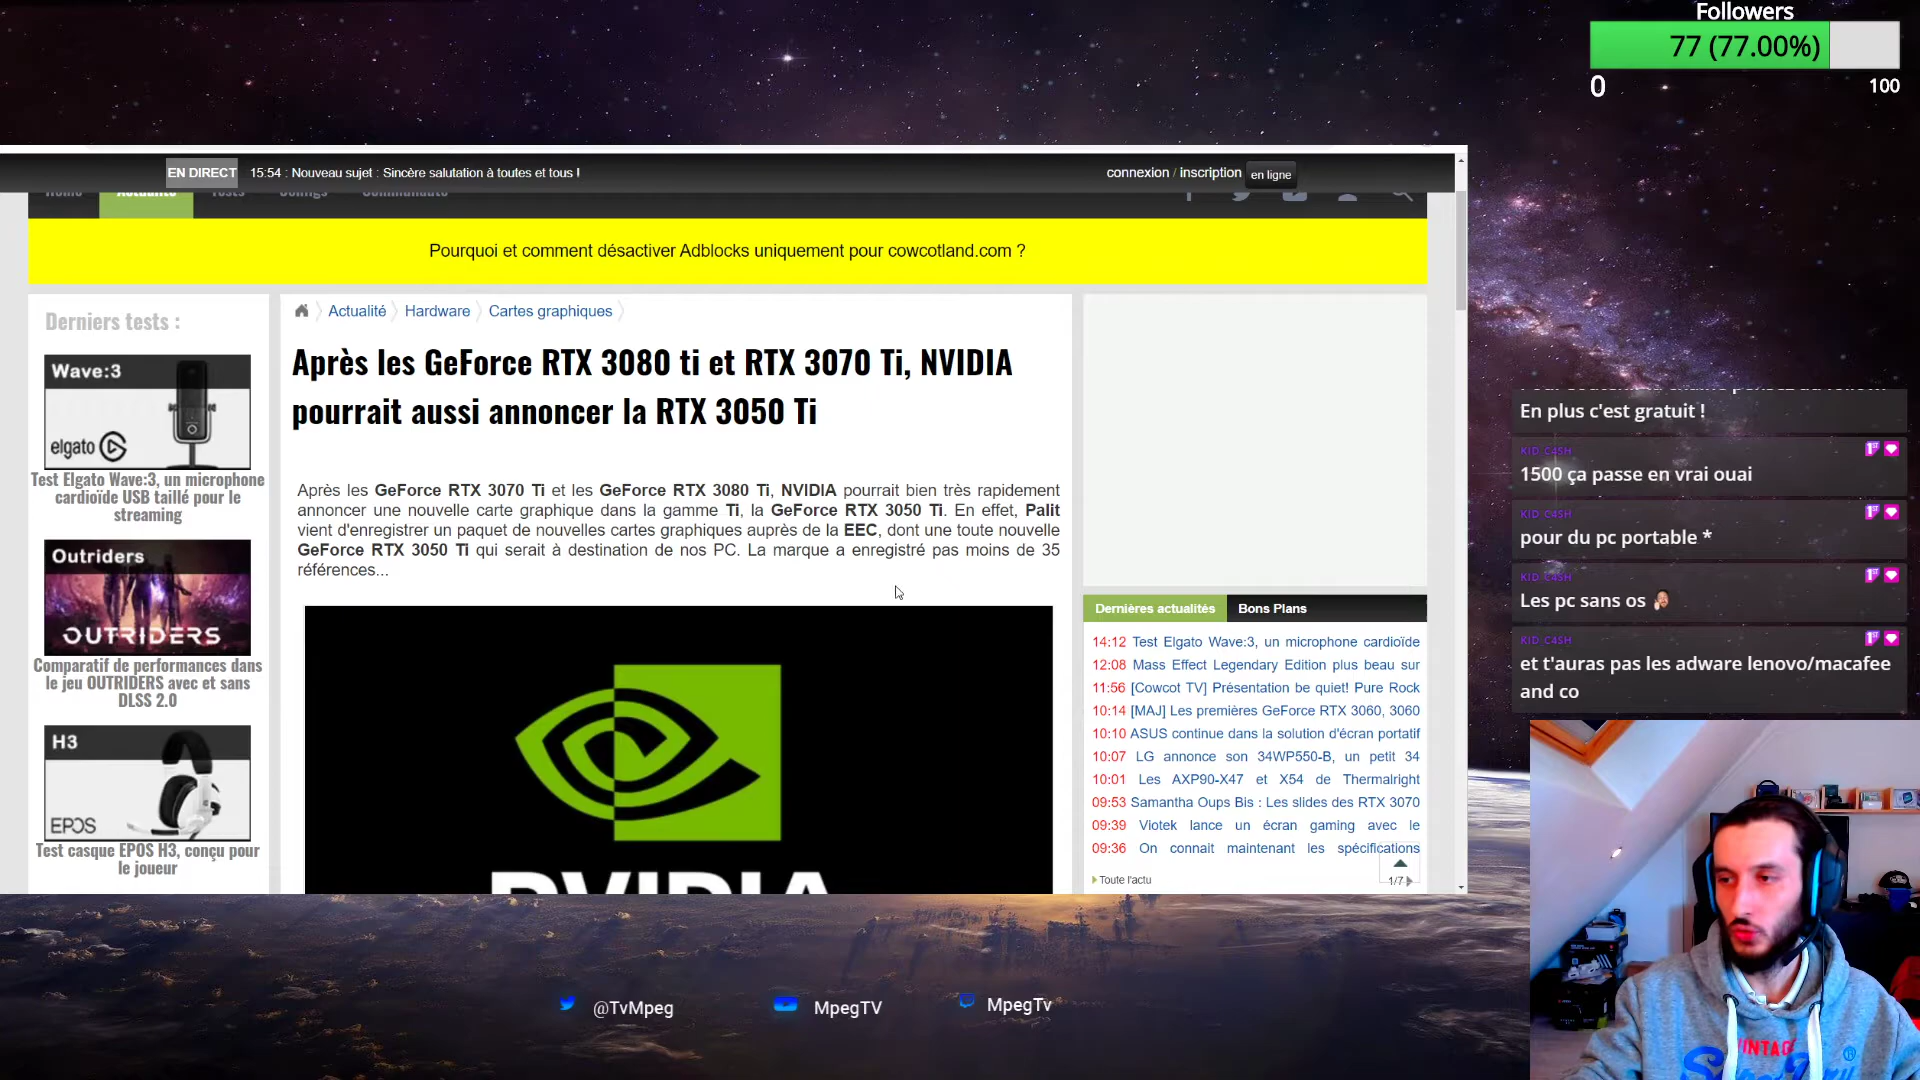 Followers
77 (77.00%)
0
100
EN DIRECT
15:54 : Nouveau sujet : Sincère salutation à toutes et tous !
connexion / inscription
en ligne
Home
Actualité
Tests
Configs
Communauté
Pourquoi et comment désactiver Adblocks uniquement pour cowcotland.com ?
Derniers tests :
Wave:3
elgato
Test Elgato Wave:3, un microphone
cardioïde USB taillé pour le
streaming
Outriders
OUTRIDERS
Comparatif de performances dans
le jeu OUTRIDERS avec et sans
DLSS 2.0
H3
EPOS
Test casque EPOS H3, conçu pour
le joueur
Actualité
Hardware
Cartes graphiques
Après les GeForce RTX 3080 ti et RTX 3070 Ti, NVIDIA
pourrait aussi annoncer la RTX 3050 Ti
Après les GeForce RTX 3070 Ti et les GeForce RTX 3080 Ti, NVIDIA pourrait bien très rapidement
annoncer une nouvelle carte graphique dans la gamme Ti, la GeForce RTX 3050 Ti. En effet, Palit
vient d'enregistrer un paquet de nouvelles cartes graphiques auprès de la EEC, dont une toute nouvelle
GeForce RTX 3050 Ti qui serait à destination de nos PC. La marque a enregistré pas moins de 35
références...
NVIDIA
Dernières actualités
Bons Plans
14:12 Test Elgato Wave:3, un microphone cardioïde
12:08 Mass Effect Legendary Edition plus beau sur
11:56 [Cowcot TV] Présentation be quiet! Pure Rock
10:14 [MAJ] Les premières GeForce RTX 3060, 3060
10:10 ASUS continue dans la solution d'écran portatif
10:07 LG annonce son 34WP550-B, un petit 34
10:01 Les AXP90-X47 et X54 de Thermalright
09:53 Samantha Oups Bis : Les slides des RTX 3070
09:39 Viotek lance un écran gaming avec le
09:36 On connait maintenant les spécifications
Toute l'actu
1/7
En plus c'est gratuit !
KID C4SH
1500 ça passe en vrai ouai
KID C4SH
pour du pc portable *
KID C4SH
Les pc sans os
KID C4SH
et t'auras pas les adware lenovo/macafee
and co
@TvMpeg
MpegTV
MpegTv
VINTAGE